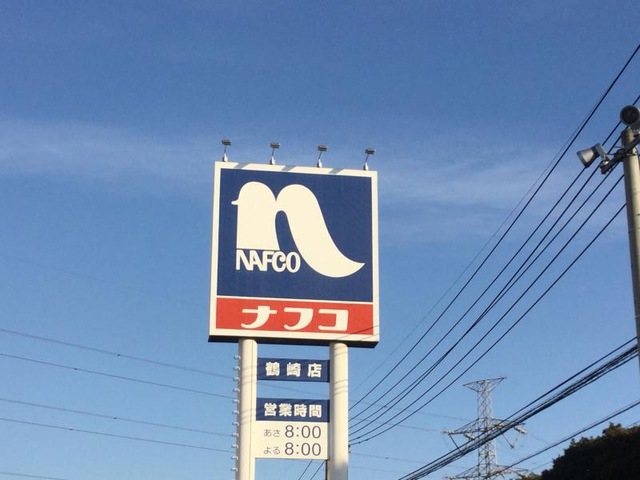 NAFCO
ナフコ
鶴崎店
営業時間
あさ8:00
よる8:00